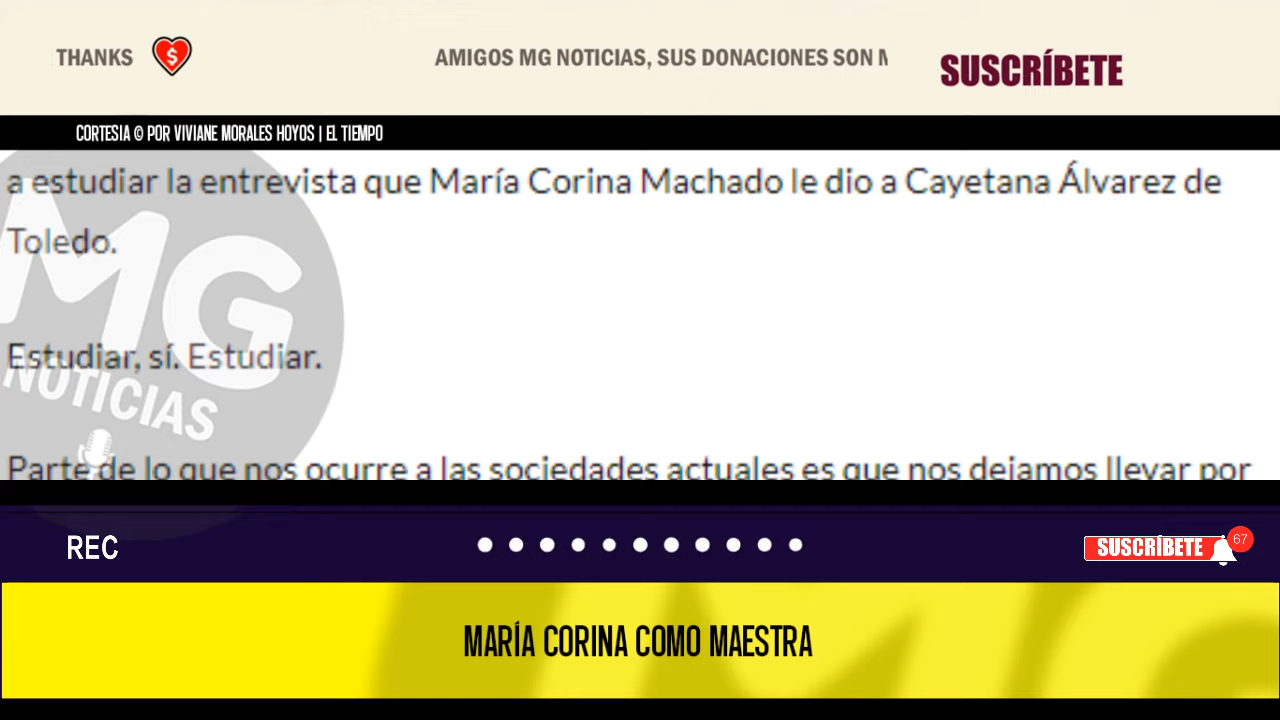 THANKS
AMIGOS MG NOTICIAS, SUS DONACIONES SON
SUSCRÍBETE
CORTESIA © POR VIVIANE MORALES HOYOS | EL TIEMPO
a estudiar la entrevista que María Corina Machado le dio a Cayetana Álvarez de
Toledo.
Estudiar, sí. Estudiar.
MG
NOTICIAS
Parte de lo que nos ocurre a las sociedades actuales es que nos dejamos llevar por
REC
SUSCRÍBETE
67
MARÍA CORINA COMO MAESTRA